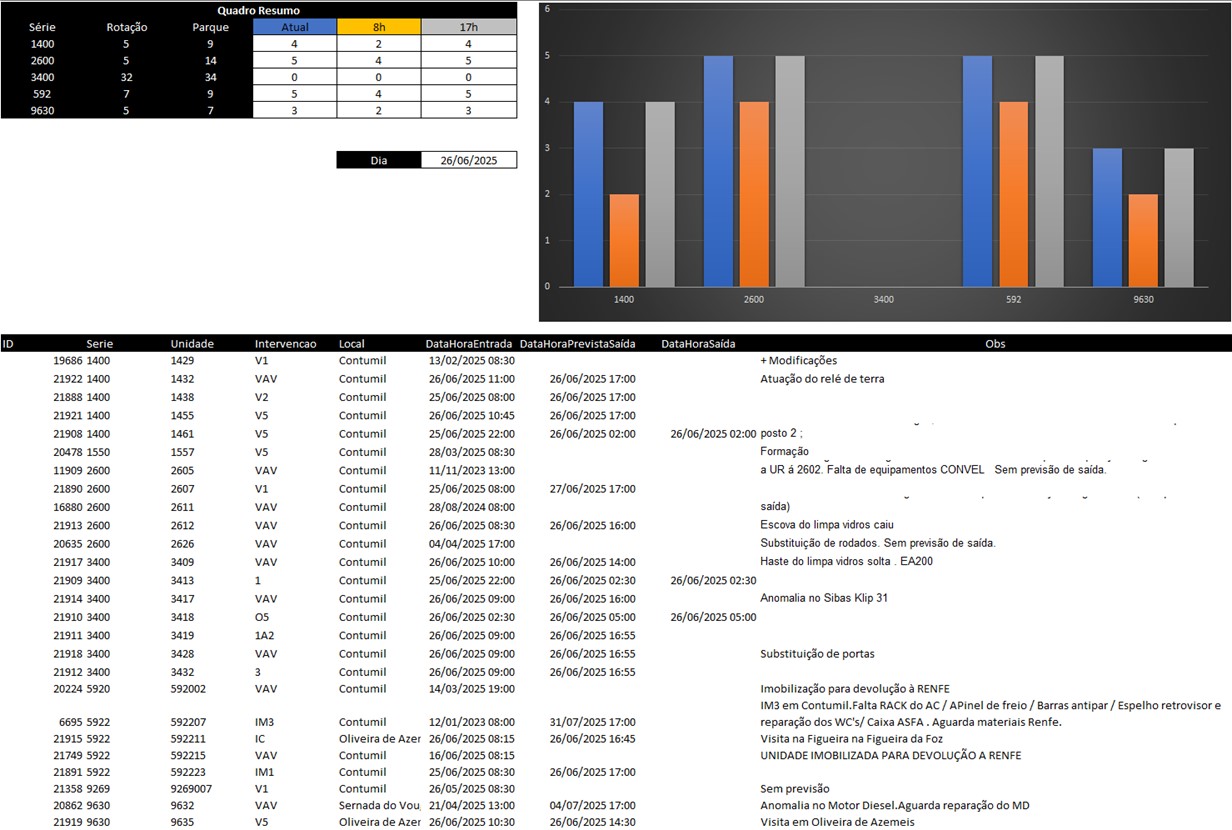 Quadro Resumo
Série Rotação Parque Atual 8h 17h
1400 5 9 4 2 4
2600 5 14 5 4 5
3400 32 34 0 0 0
592 7 9 5 4 5
9630 5 7 3 2 3
Dia 26/06/2025
6
5
4
3
2
1
0
1400 2600 3400 592 9630
ID Serie Unidade Intervencao Local DataHoraEntrada DataHoraPrevistaSaída DataHoraSaída Obs
19686 1400 1429 V1 Contumil 13/02/2025 08:30 + Modificações
21922 1400 1432 VAV Contumil 26/06/2025 11:00 26/06/2025 17:00 Atuação do relé de terra
21888 1400 1438 V2 Contumil 25/06/2025 08:00 26/06/2025 17:00
21921 1400 1455 V5 Contumil 26/06/2025 10:45 26/06/2025 17:00
21908 1400 1461 V5 Contumil 25/06/2025 22:00 26/06/2025 02:00 26/06/2025 02:00 posto 2 ;
20478 1550 1557 V5 Contumil 28/03/2025 08:30 Formação
11909 2600 2605 VAV Contumil 11/11/2023 13:00 a UR á 2602. Falta de equipamentos CONVEL Sem previsão de saída.
21890 2600 2607 V1 Contumil 25/06/2025 08:00 27/06/2025 17:00
16880 2600 2611 VAV Contumil 28/08/2024 08:00 saída)
21913 2600 2612 VAV Contumil 26/06/2025 08:30 26/06/2025 16:00 Escova do limpa vidros caiu
20635 2600 2626 VAV Contumil 04/04/2025 17:00 Substituição de rodados. Sem previsão de saída.
21917 3400 3409 VAV Contumil 26/06/2025 10:00 26/06/2025 14:00 Haste do limpa vidros solta . EA200
21909 3400 3413 1 Contumil 25/06/2025 22:00 26/06/2025 02:30 26/06/2025 02:30
21914 3400 3417 VAV Contumil 26/06/2025 09:00 26/06/2025 16:00 Anomalia no Sibas Klip 31
21910 3400 3418 O5 Contumil 26/06/2025 02:30 26/06/2025 05:00 26/06/2025 05:00
21911 3400 3419 1A2 Contumil 26/06/2025 09:00 26/06/2025 16:55
21918 3400 3428 VAV Contumil 26/06/2025 09:00 26/06/2025 16:55 Substituição de portas
21912 3400 3432 3 Contumil 26/06/2025 09:00 26/06/2025 16:55
20224 5920 592002 VAV Contumil 14/03/2025 19:00 Imobilização para devolução à RENFE
IM3 em Contumil.Falta RACK do AC / APinel de freio / Barras antipar / Espelho retrovisor e
6695 5922 592207 IM3 Contumil 12/01/2023 08:00 31/07/2025 17:00 reparação dos WC's/ Caixa ASFA . Aguarda materiais Renfe.
21915 5922 592211 IC Oliveira de Azer 26/06/2025 08:15 26/06/2025 16:45 Visita na Figueira na Figueira da Foz
21749 5922 592215 VAV Contumil 16/06/2025 08:15 UNIDADE IMOBILIZADA PARA DEVOLUÇÃO A RENFE
21891 5922 592223 IM1 Contumil 25/06/2025 08:30 26/06/2025 17:00
21358 9269 9269007 V1 Contumil 26/05/2025 08:30 Sem previsão
20862 9630 9632 VAV Sernada do Vou 21/04/2025 13:00 04/07/2025 17:00 Anomalia no Motor Diesel.Aguarda reparação do MD
21919 9630 9635 V5 Oliveira de Azer 26/06/2025 10:30 26/06/2025 14:30 Visita em Oliveira de Azemeis